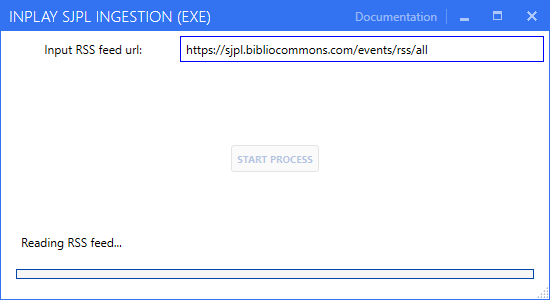 INPLAY SJPL INGESTION (EXE)
Documentation
Input RSS feed url:
https://sjpl.bibliocommons.com/events/rss/all
START PROCESS
Reading RSS feed...